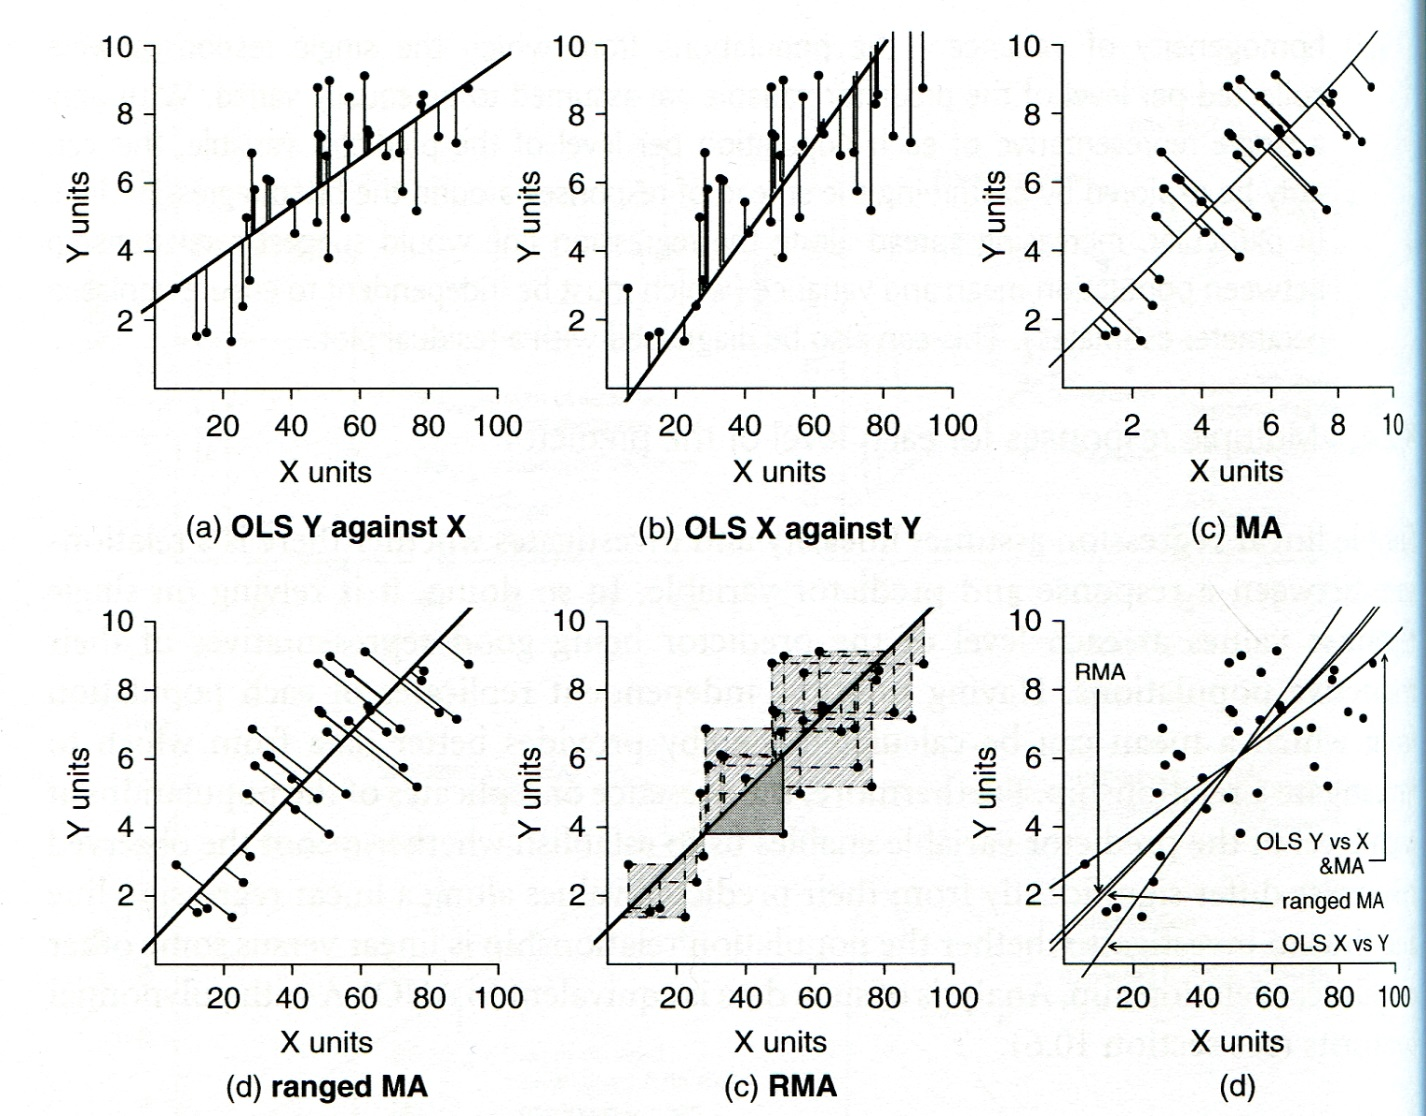 10
8
6
4
2
Y units
20 40 60 80 100
X units
(a) OLS Y against X
10
8
6
4
2
Y units
20 40 60 80 100
X units
(b) OLS X against Y
10
8
6
4
2
Y units
2 4 6 8 10
X units
(c) MA
10
8
6
4
2
Y units
20 40 60 80 100
X units
(d) ranged MA
10
8
6
4
2
Y units
20 40 60 80 100
X units
(c) RMA
10
8
6
4
2
Y units
RMA
OLS Y vs X
&MA
ranged MA
OLS X vs Y
20 40 60 80 100
X units
(d)